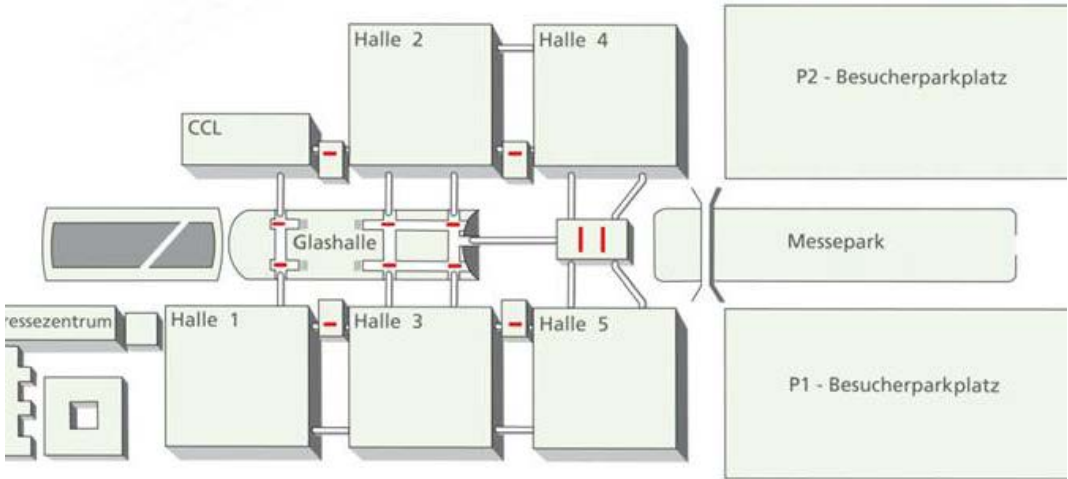 Halle 2
Halle 4
P2 - Besucherparkplatz
CCL
Glashalle
Messepark
ressezentrum
Halle 1
Halle 3
Halle 5
P1 - Besucherparkplatz